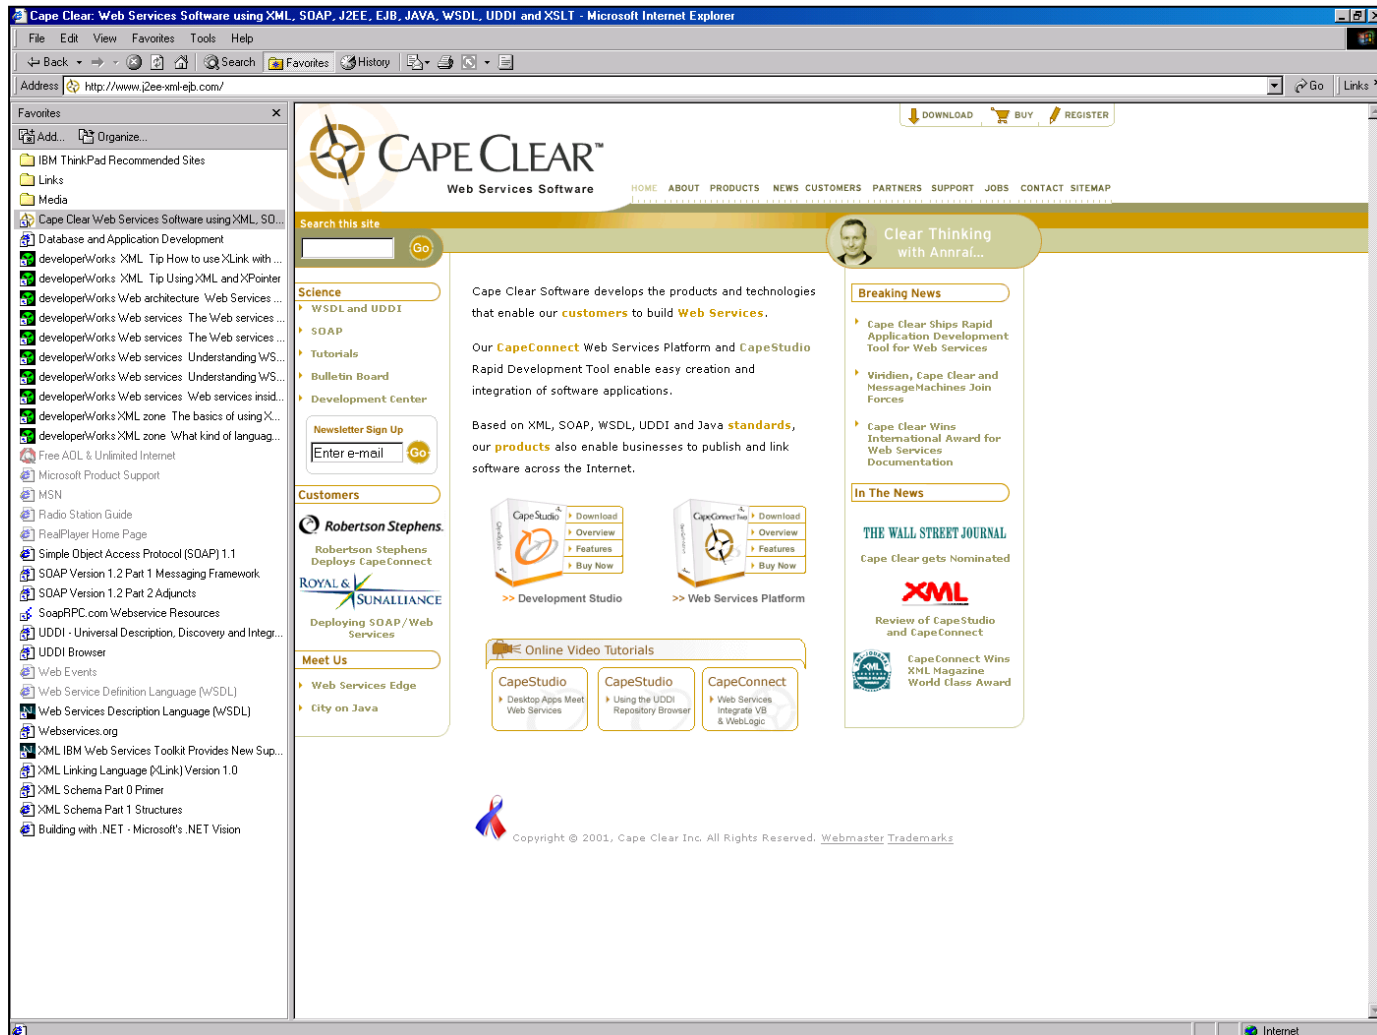 Cape Clear: Web Services Software using XML, SOAP, J2EE, EJB, JAVA, WSDL, UDDI and XSLT - Microsoft Internet Explorer
File Edit View Favorites Tools Help
Back Search Favorites History
Address http://www.j2ee-xml-ejb.com/ Go Links
Favorites
Add... Organize...
IBM ThinkPad Recommended Sites
Links
Media
Cape Clear Web Services Software using XML, SO...
Database and Application Development
developerWorks XML Tip How to use XLink with ...
developerWorks XML Tip Using XML and XPointer
developerWorks Web architecture Web Services ...
developerWorks Web services The Web services ...
developerWorks Web services The Web services ...
developerWorks Web services Understanding WS...
developerWorks Web services Understanding WS...
developerWorks Web services Web services insid...
developerWorks XML zone The basics of using X...
developerWorks XML zone What kind of languag...
Free AOL & Unlimited Internet
Microsoft Product Support
MSN
Radio Station Guide
RealPlayer Home Page
Simple Object Access Protocol (SOAP) 1.1
SOAP Version 1.2 Part 1 Messaging Framework
SOAP Version 1.2 Part 2 Adjuncts
SoapRPC.com Webservice Resources
UDDI - Universal Description, Discovery and Integr...
UDDI Browser
Web Events
Web Service Definition Language (WSDL)
Web Services Description Language (WSDL)
Webservices.org
XML IBM Web Services Toolkit Provides New Sup...
XML Linking Language (XLink) Version 1.0
XML Schema Part 0 Primer
XML Schema Part 1 Structures
Building with .NET - Microsoft's .NET Vision
DOWNLOAD BUY REGISTER
CAPE CLEAR™
Web Services Software
HOME ABOUT PRODUCTS NEWS CUSTOMERS PARTNERS SUPPORT JOBS CONTACT SITEMAP
Search this site
Go
Clear Thinking
with Annraí...
Science
WSDL and UDDI
SOAP
Tutorials
Bulletin Board
Development Center
Newsletter Sign Up
Enter e-mail Go
Customers
Robertson Stephens.
Robertson Stephens
Deploys CapeConnect
ROYAL &
SUNALLIANCE
Deploying SOAP/Web
Services
Meet Us
Web Services Edge
City on Java
Cape Clear Software develops the products and technologies
that enable our customers to build Web Services.
Our CapeConnect Web Services Platform and CapeStudio
Rapid Development Tool enable easy creation and
integration of software applications.
Based on XML, SOAP, WSDL, UDDI and Java standards,
our products also enable businesses to publish and link
software across the Internet.
CapeStudio
CapeStudio
Download
Overview
Features
Buy Now
>> Development Studio
CapeConnect Two
Download
Overview
Features
Buy Now
>> Web Services Platform
Online Video Tutorials
CapeStudio
Desktop Apps Meet
Web Services
CapeStudio
Using the UDDI
Repository Browser
CapeConnect
Web Services
Integrate VB
& WebLogic
Breaking News
Cape Clear Ships Rapid
Application Development
Tool for Web Services
Viridien, Cape Clear and
MessageMachines Join
Forces
Cape Clear Wins
International Award for
Web Services
Documentation
In The News
THE WALL STREET JOURNAL
Cape Clear gets Nominated
XML
Review of CapeStudio
and CapeConnect
XML
CapeConnect Wins
XML Magazine
World Class Award
Copyright © 2001, Cape Clear Inc. All Rights Reserved. Webmaster Trademarks
Internet